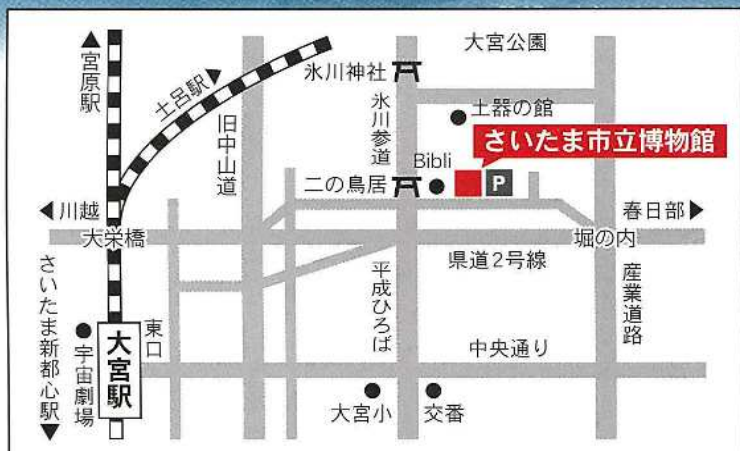 ▲宮原駅
土呂駅▶
旧中山道
氷川神社
氷川参道
大宮公園
土器の館
さいたま市立博物館
Bibli
P
二の鳥居
◀川越
大栄橋
春日部▶
堀の内
県道2号線
さいたま新都心駅▼
宇宙劇場
大宮駅
東口
平成ひろば
中央通り
産業道路
大宮小
交番